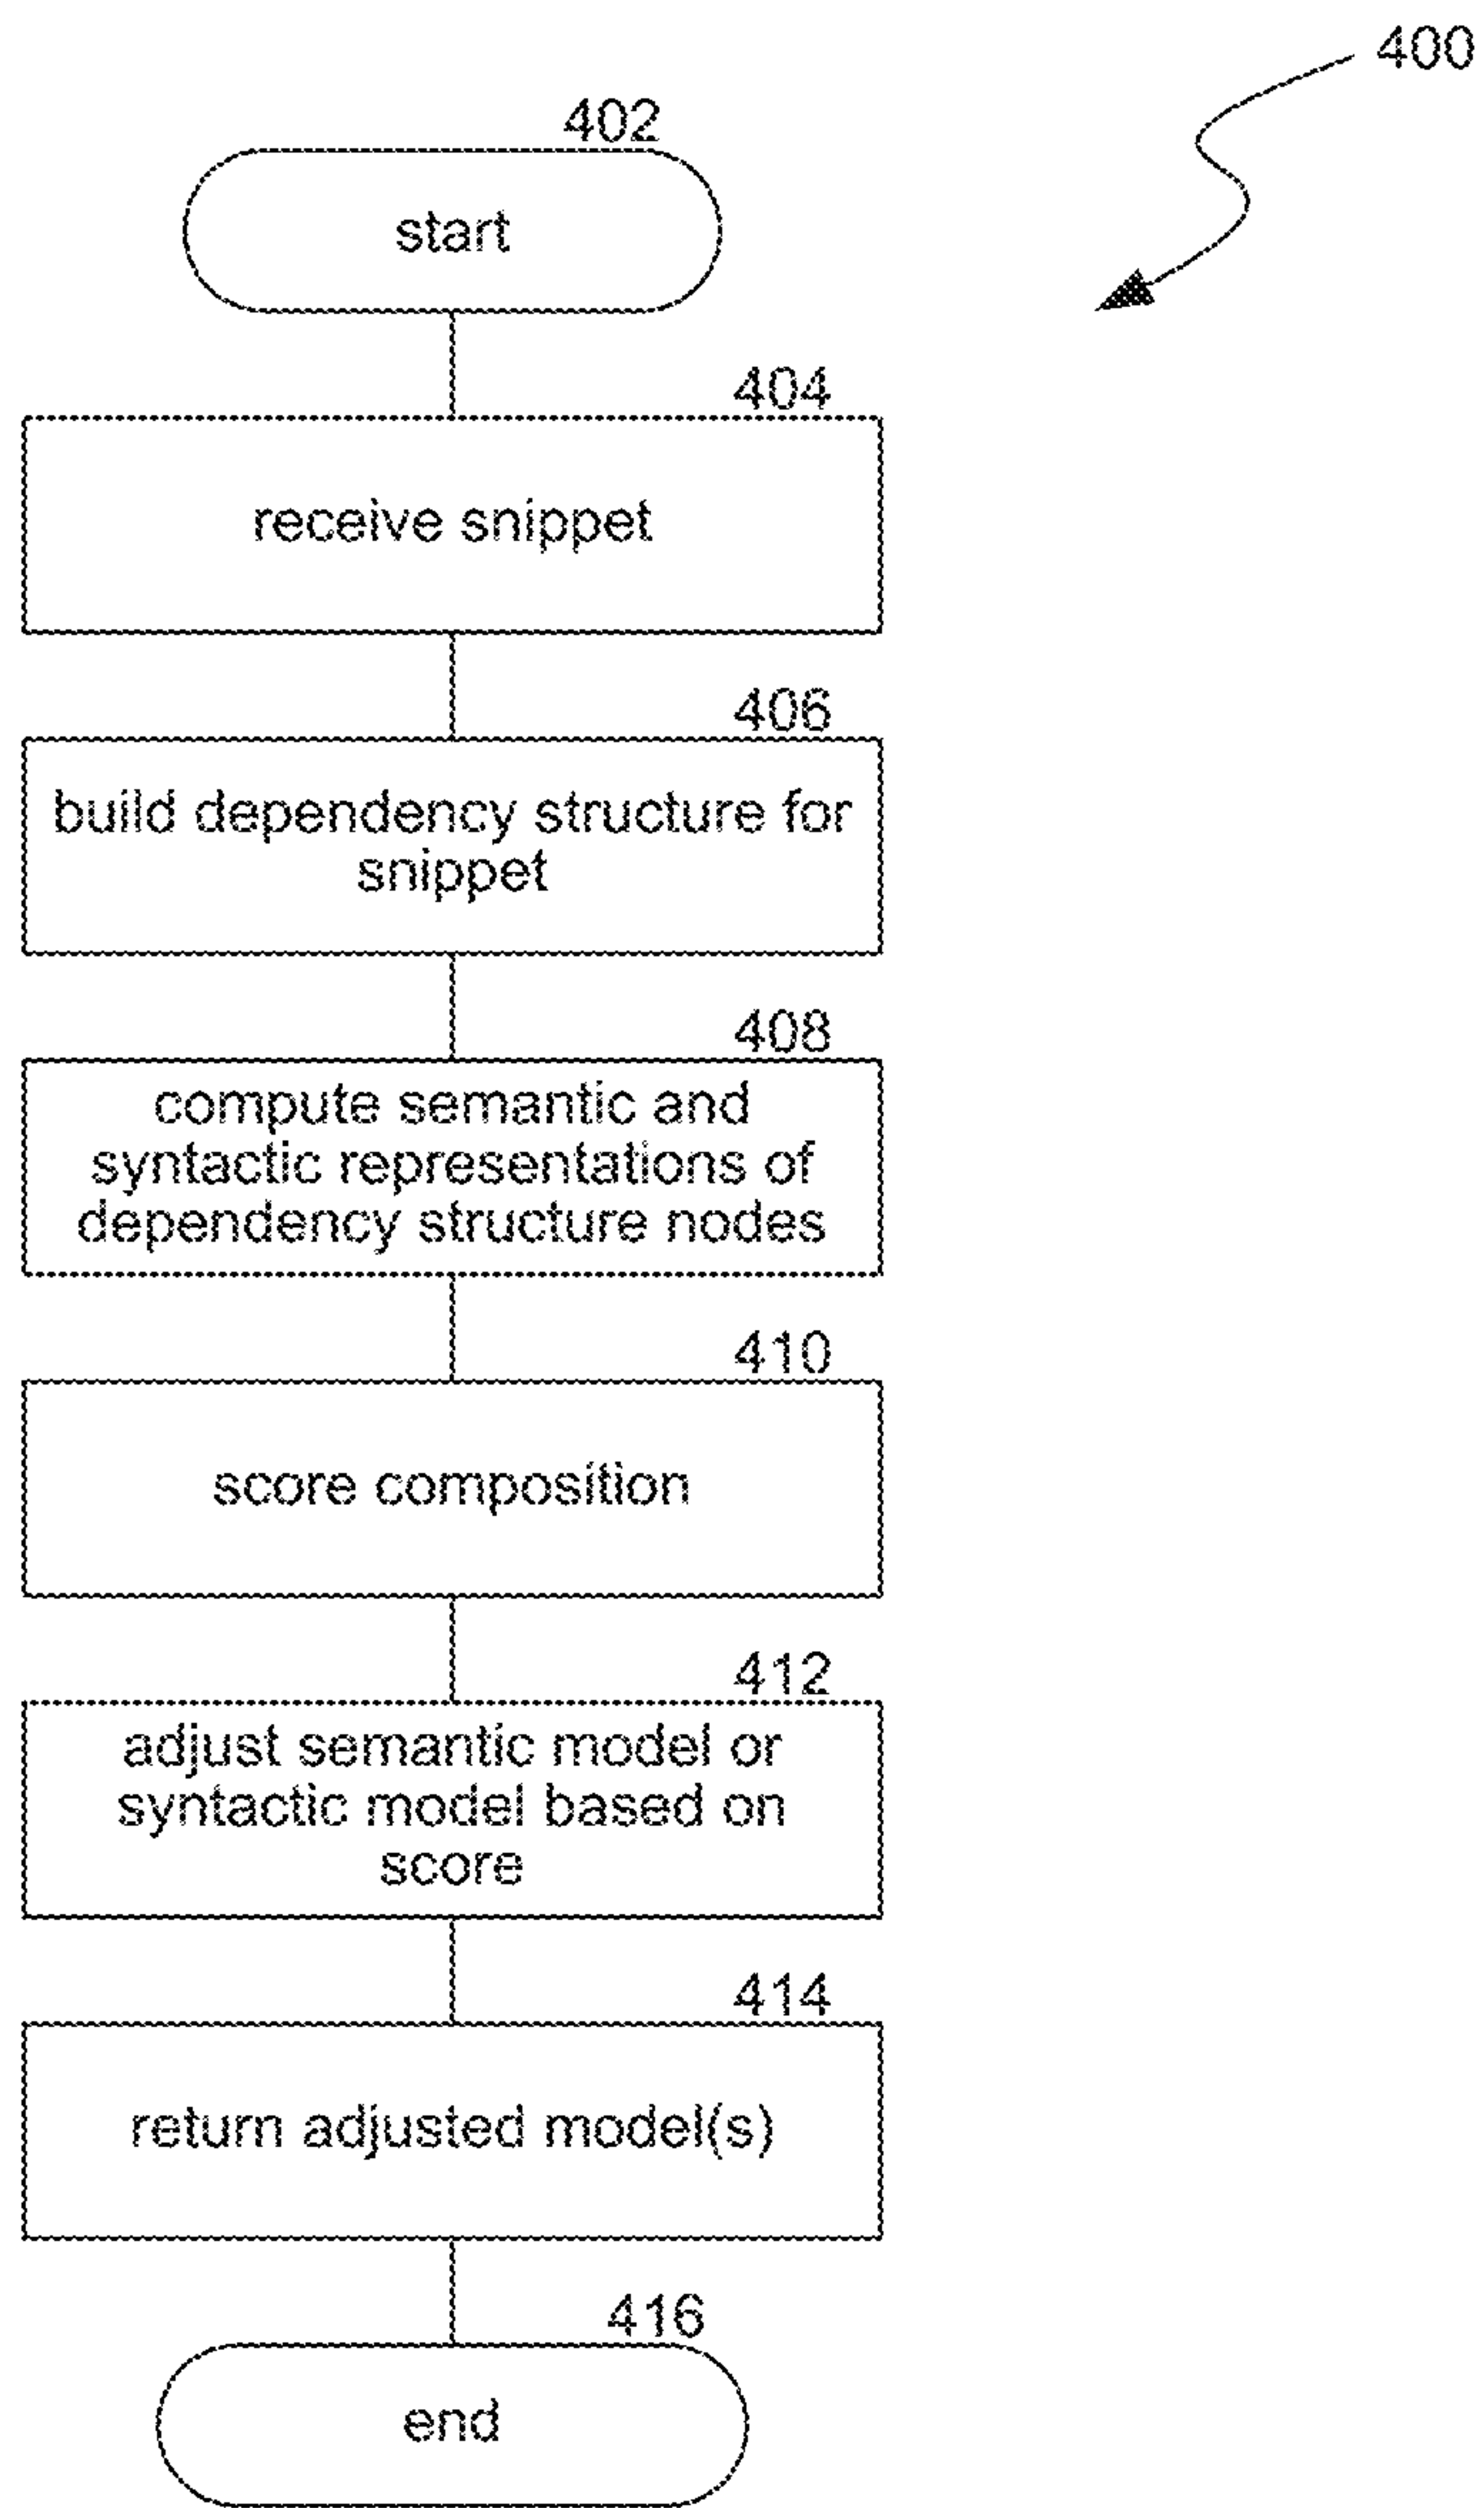 400
402
start
404
receive snippet
406
build dependency structure for
snippet
408
compute semantic and
syntactic representations of
dependency structure nodes
410
score composition
412
adjust semantic model or
syntactic model based on
score
414
return adjusted model(s)
416
end